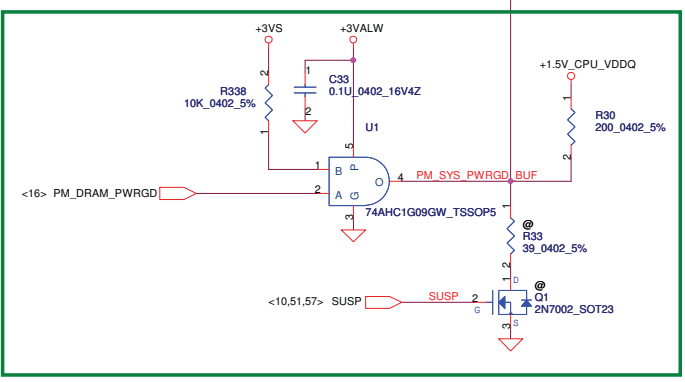 +3VS
+3VALW
+1.5V_CPU_VDDQ
2
R338
10K_0402_5%
1
1
C33
0.1U_0402_16V4Z
2
U1
5
1
R30
200_0402_5%
2
1
B
P
<16> PM_DRAM_PWRGD
2
A
G
O
4
PM_SYS_PWRGD_BUF
3
74AHC1G09GW_TSSOP5
1
@
R33
39_0402_5%
2
1
D
@
Q1
2N7002_SOT23
<10,51,57> SUSP
SUSP
2
G
3
S